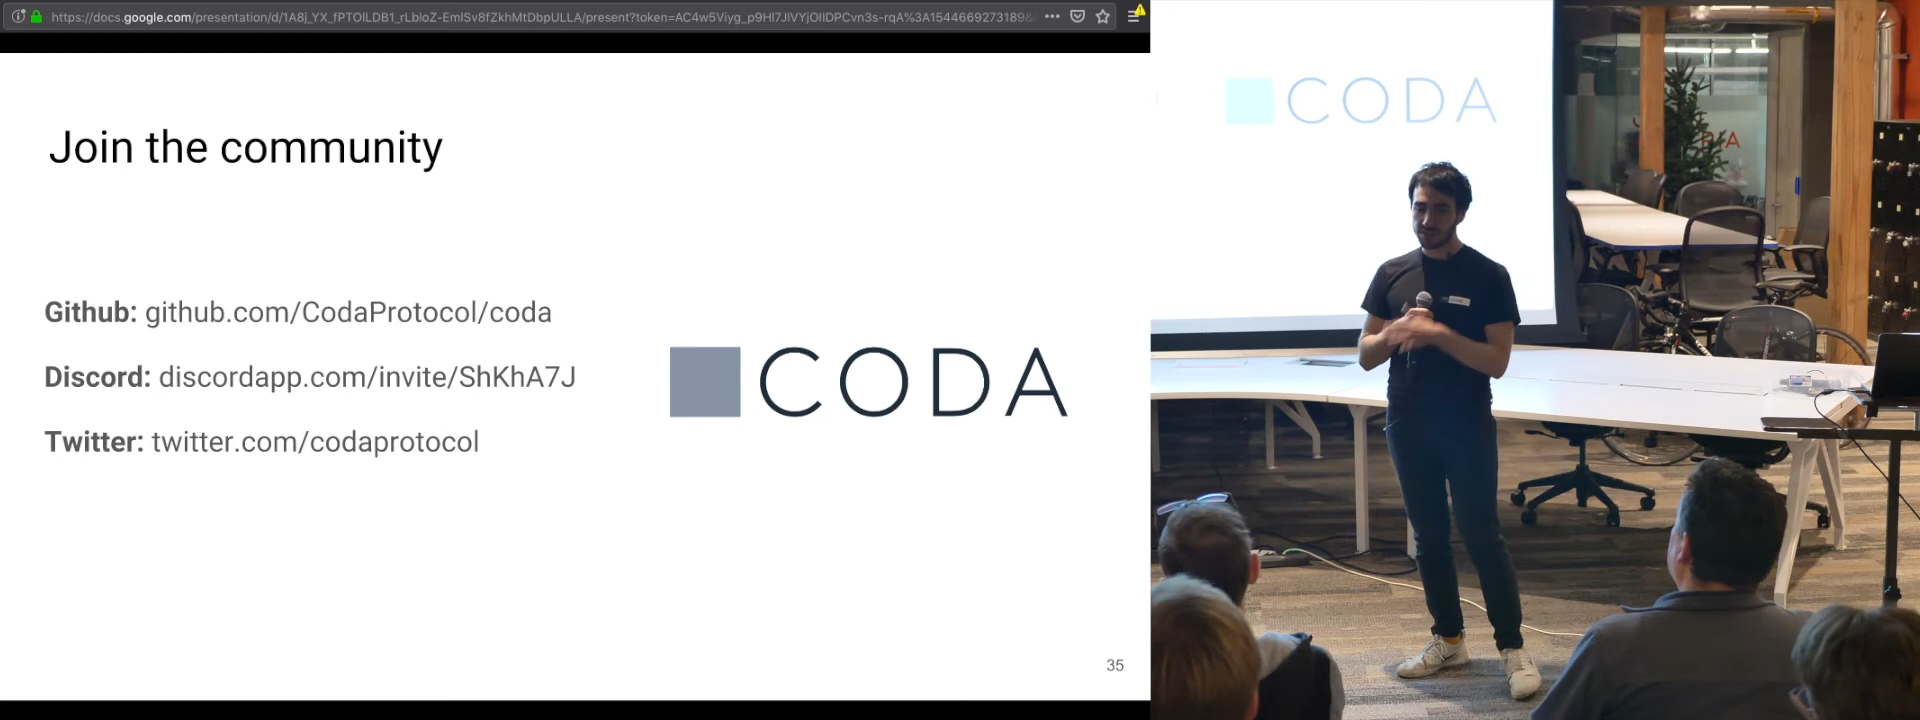 https://docs.google.com/presentation/d/1A8j_YX_fPTOILDB1_rLbloZ-EmlSv8fZkhMtDbpULLA/present?token=AC4w5Viyg_p9HI7JIVYjOIIDPCvn3s-rqA%3A1544669273189&
Join the community
Github: github.com/CodaProtocol/coda
Discord: discordapp.com/invite/ShKhA7J
Twitter: twitter.com/codaprotocol
CODA
35
CODA